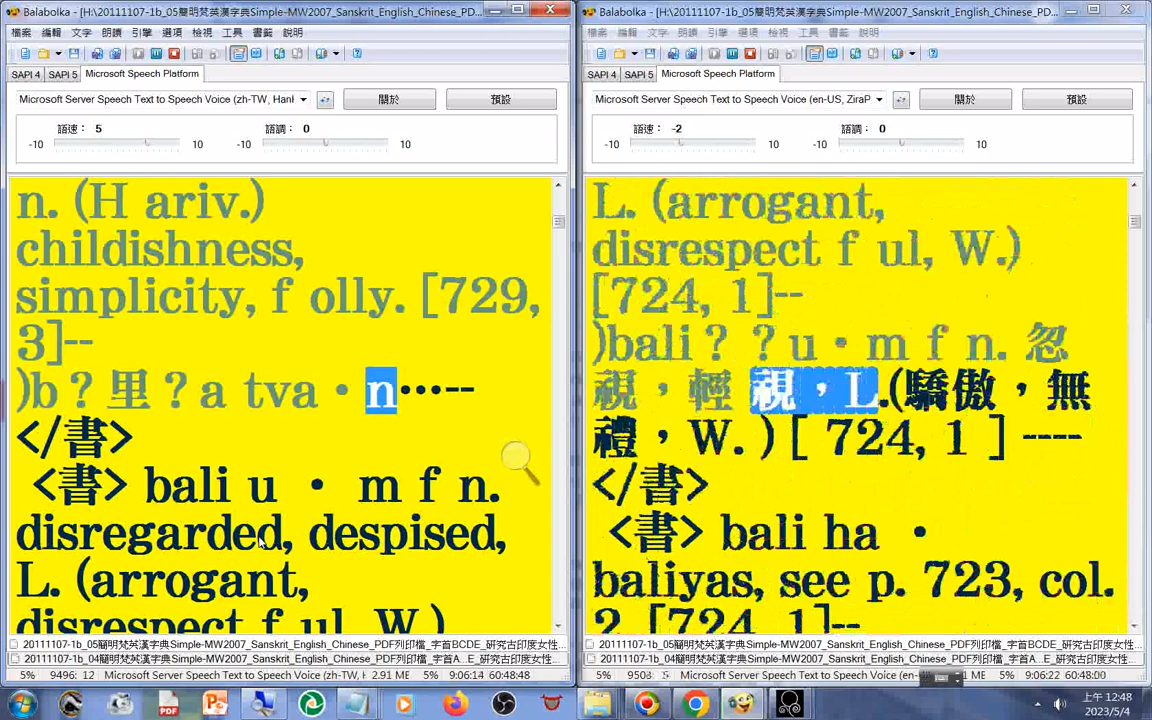 Balabolka - [H:\20111107-1b_05簡明梵英漢字典Simple-MW2007_Sanskrit_English_Chinese_PD...
檔案 編輯 文字 朗讀 引擎 選項 檢視 工具 書籤 說明
SAPI 4 SAPI 5 Microsoft Speech Platform
Microsoft Server Speech Text to Speech Voice (zh-TW, HanH
關於 預設
語速： 5 語調： 0
-10 10 -10 10
n. (H ariv.)
childishness,
simplicity, f olly. [729,
3]--
)b？里？a tva‧n…--
</書>
<書> bali u ‧ m f n.
disregarded, despised,
L. (arrogant,
disrespect f ul, W.)
20111107-1b_05簡明梵英漢字典Simple-MW2007_Sanskrit_English_Chinese_PDF列印檔_字首BCDE_研究古印度女性...
20111107-1b_04簡明梵英漢字典Simple-MW2007_Sanskrit_English_Chinese_PDF列印檔_字首A...E_研究古印度女性...
5% 9496: 12 Microsoft Server Speech Text to Speech Voice (zh-TW, 2.91 ME 5% 9:06:14 60:48:48
Balabolka - [H:\20111107-1b_05簡明梵英漢字典Simple-MW2007_Sanskrit_English_Chinese_PD...
檔案 編輯 文字 朗讀 引擎 選項 檢視 工具 書籤 說明
SAPI 4 SAPI 5 Microsoft Speech Platform
Microsoft Server Speech Text to Speech Voice (en-US, ZiraP
關於 預設
語速： -2 語調： 0
-10 10 -10 10
L. (arrogant,
disrespect f ul, W.)
[724, 1]--
)bali？？u‧m f n. 忽
視，輕視，L.(驕傲，無
禮，W. ) [ 724, 1 ] ----
</書>
<書> bali ha ‧
baliyas, see p. 723, col.
2. [724, 1]--
20111107-1b_05簡明梵英漢字典Simple-MW2007_Sanskrit_English_Chinese_PDF列印檔_字首BCDE_研究古印度女性...
20111107-1b_04簡明梵英漢字典Simple-MW2007_Sanskrit_English_Chinese_PDF列印檔_字首A...E_研究古印度女性...
5% 9508 Microsoft Server Speech Text to Speech Voice (en-US ME 5% 9:06:22 60:48:00
上午 12:48
2023/5/4